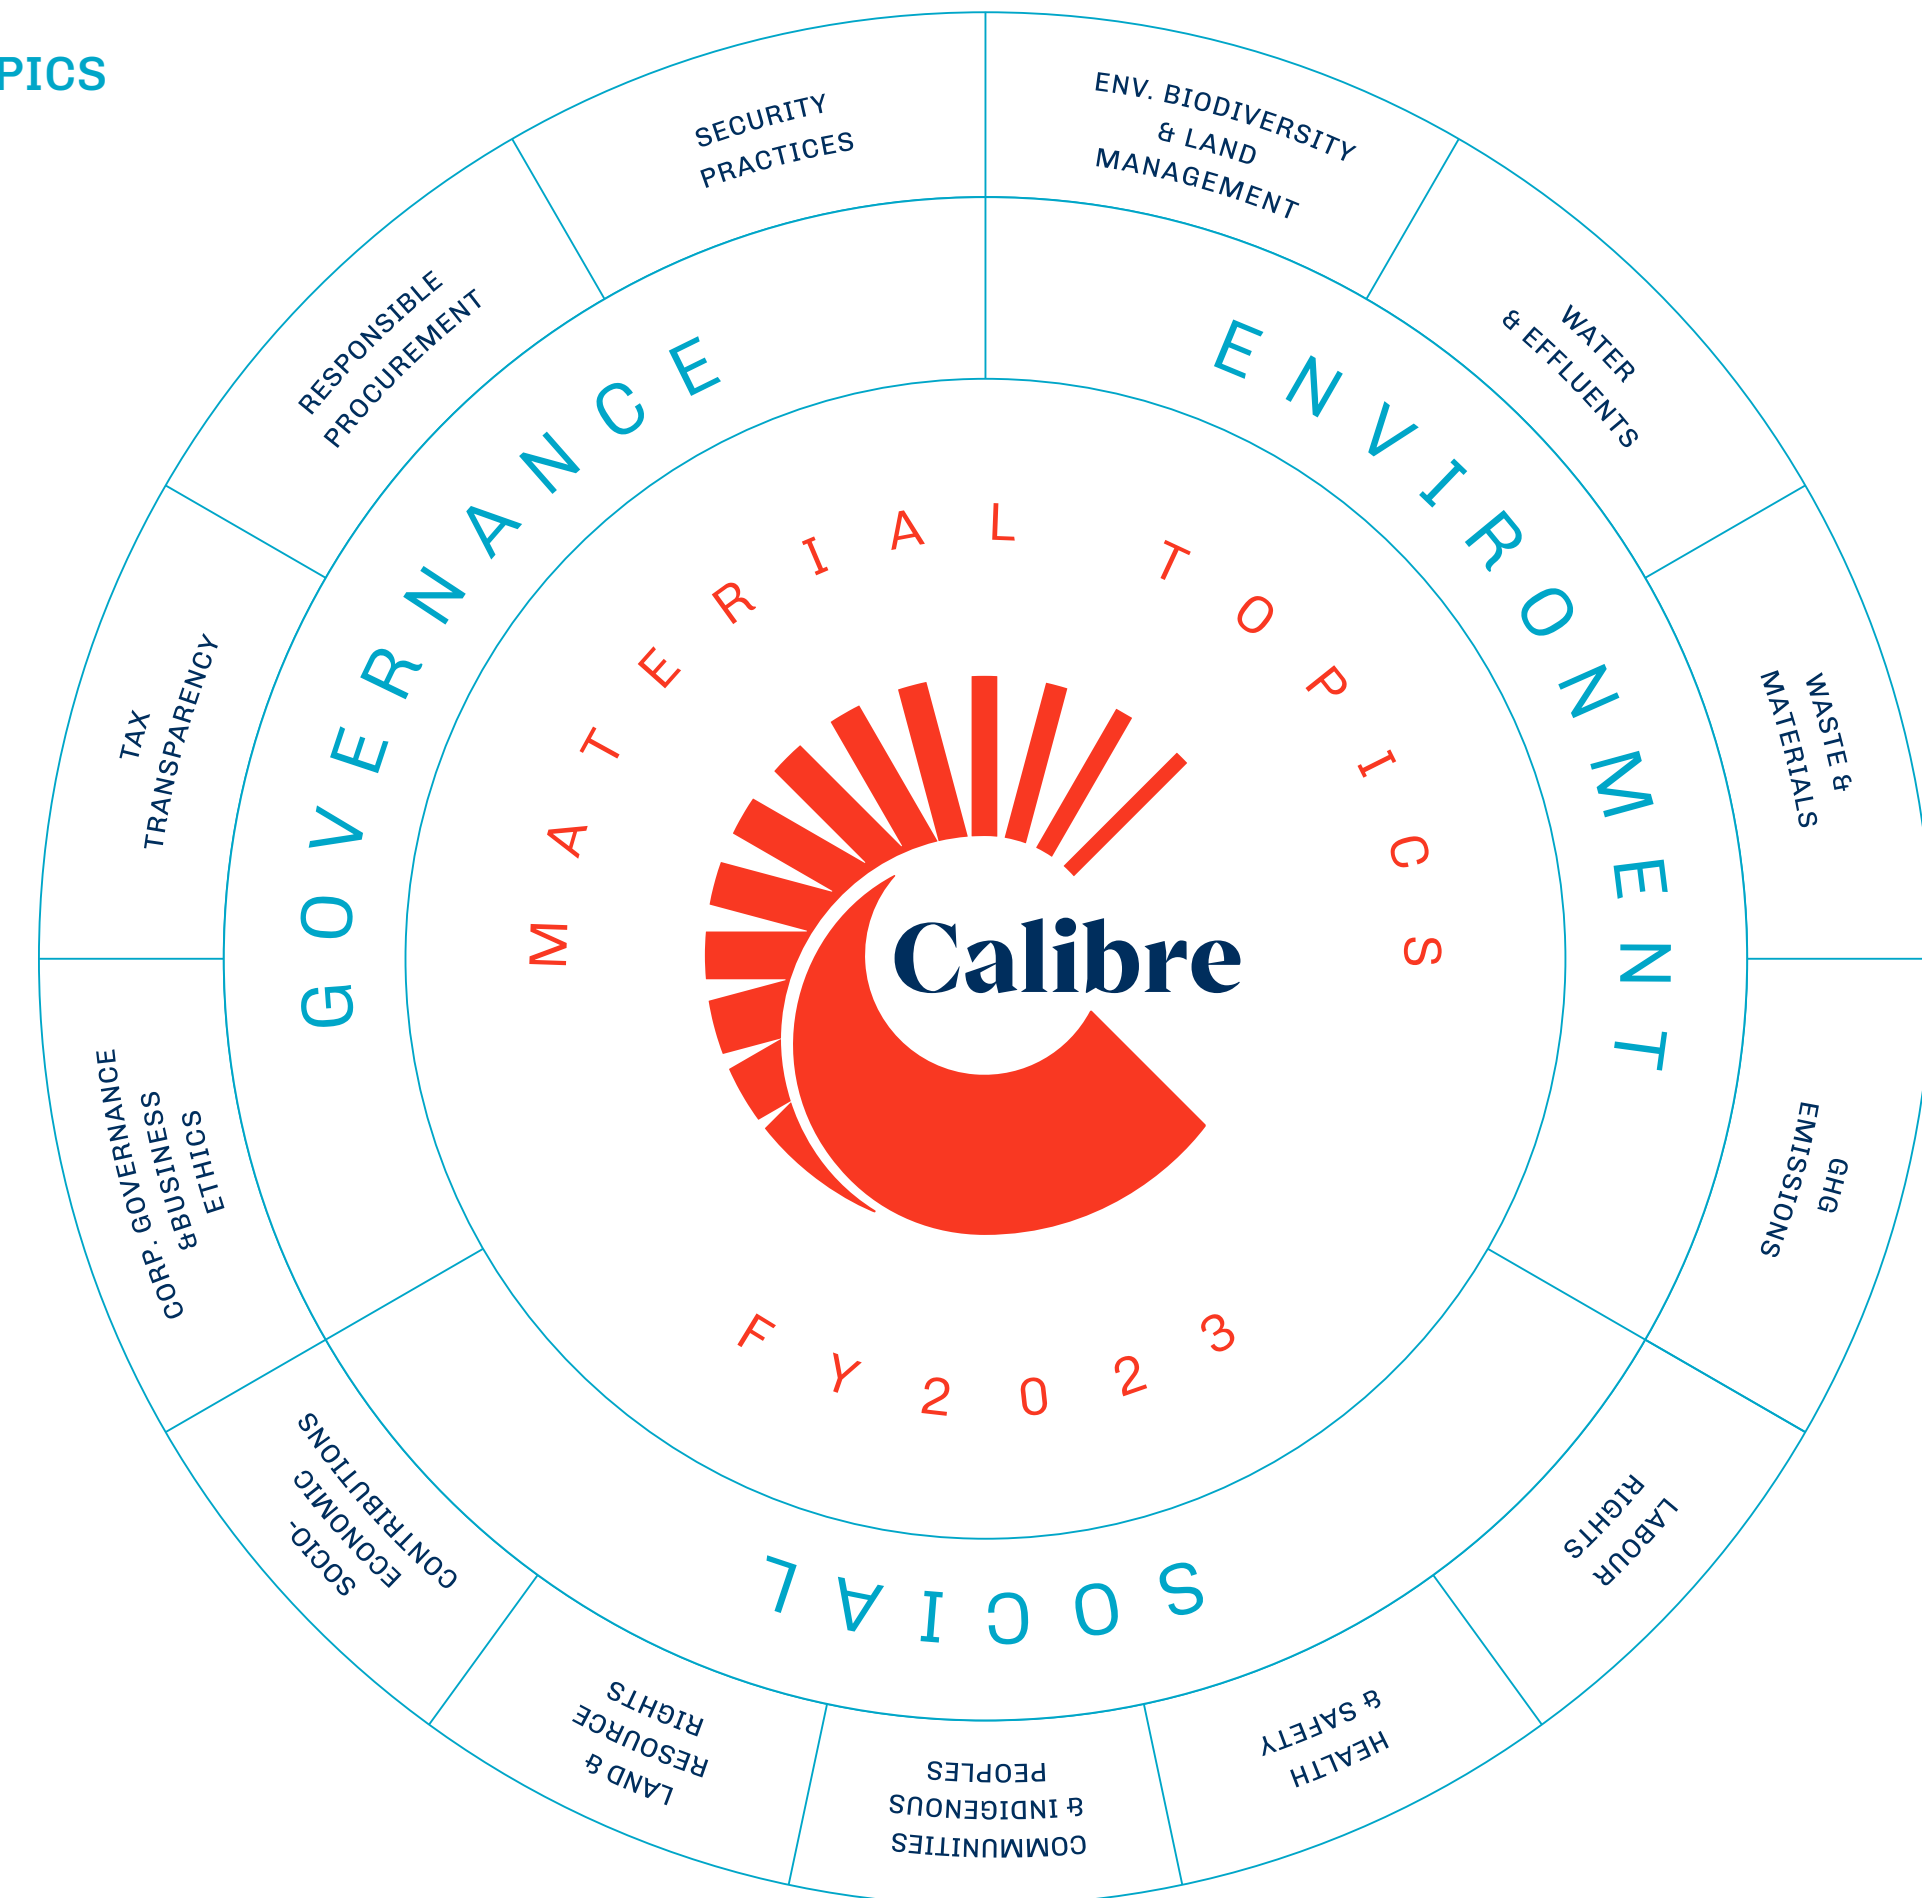 PICS
ENV. BIODIVERSITY
& LAND
MANAGEMENT
WATER
& EFFLUENTS
WASTE &
MATERIALS
GHG
EMISSIONS
LABOUR
RIGHTS
HEALTH
& SAFETY
COMMUNITIES
& INDIGENOUS
PEOPLES
LAND &
RESOURCE
RIGHTS
SOCIO-
ECONOMIC
CONTRIBUTIONS
CORP. GOVERNANCE
&BUSINESS
ETHICS
TAX
TRANSPARENCY
RESPONSIBLE
PROCUREMENT
SECURITY
PRACTICES
ENVIRONMENT
SOCIAL
GOVERNANCE
MATERIAL TOPICS
Calibre
FY2023